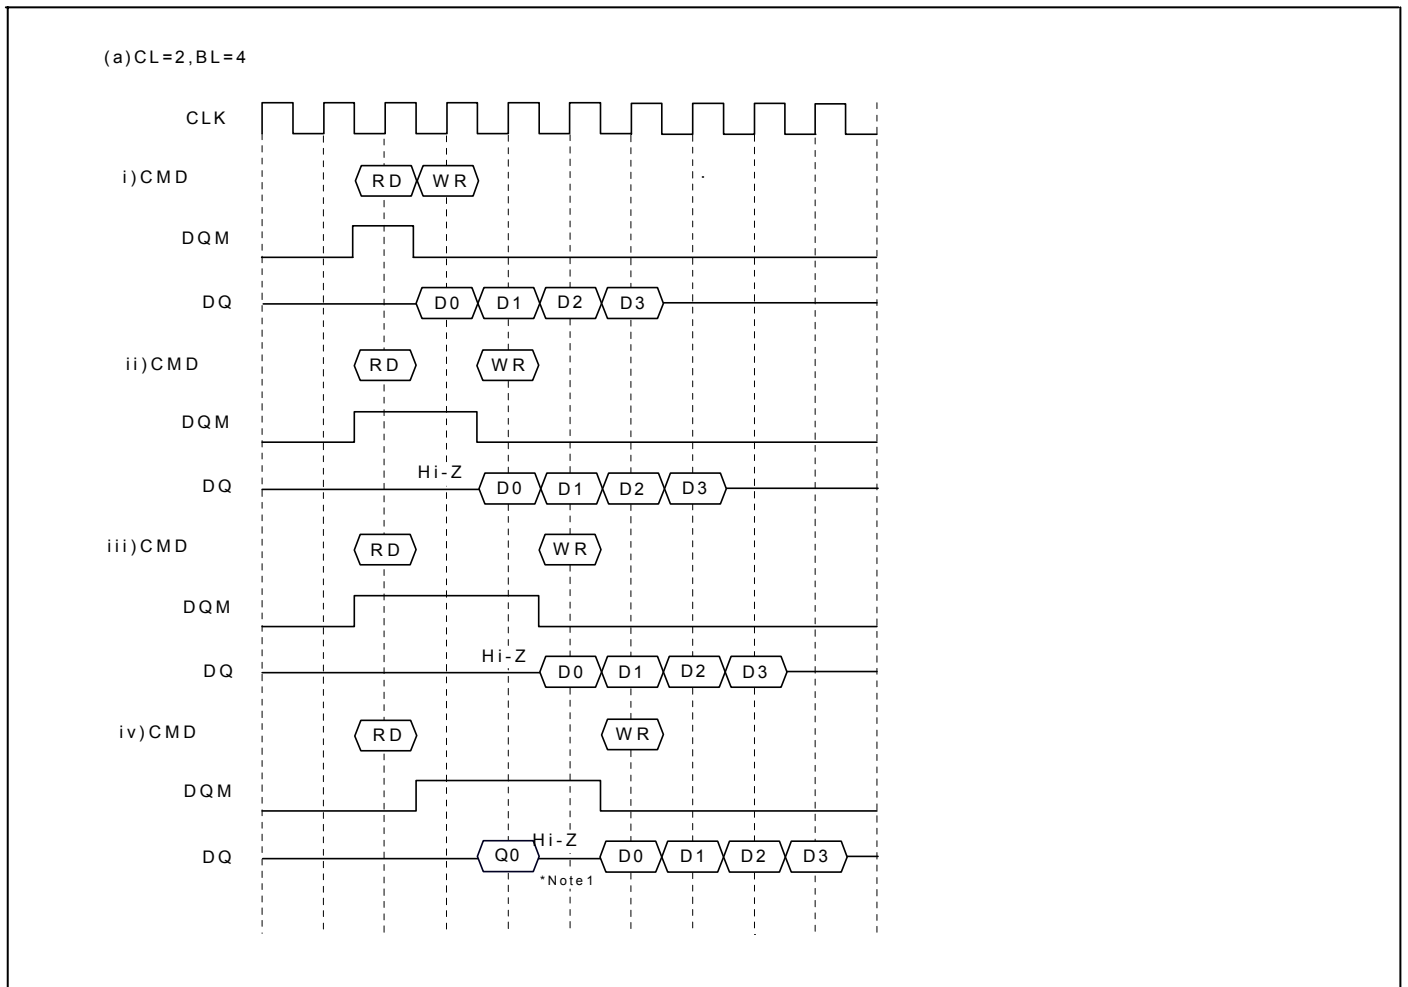 (a)CL=2,BL=4
CLK
i)CMD RD WR
DQM
DQ D0 D1 D2 D3
ii)CMD RD WR
DQM
Hi-Z
DQ D0 D1 D2 D3
iii)CMD RD WR
DQM
Hi-Z
DQ D0 D1 D2 D3
iv)CMD RD WR
DQM
Hi-Z
DQ Q0 D0 D1 D2 D3
*Note1